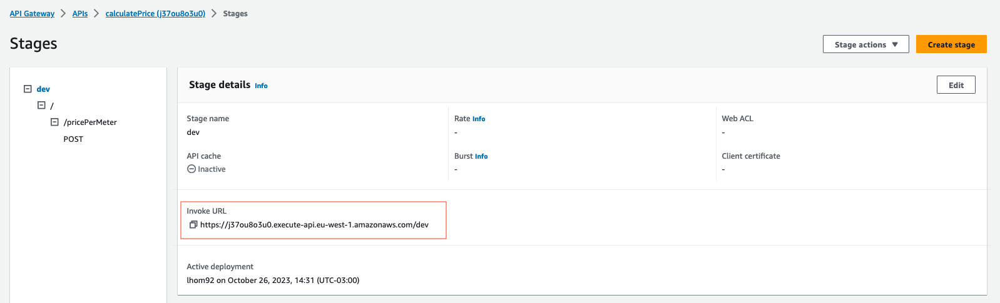 API Gateway > APIs > calculatePrice (j37ou8o3u0) > Stages
Stages
Stage actions ▼
Create stage
dev
/
/pricePerMeter
POST
Stage details Info
Edit
Stage name
dev
Rate Info
-
Web ACL
-
API cache
Inactive
Burst Info
-
Client certificate
-
Invoke URL
https://j37ou8o3u0.execute-api.eu-west-1.amazonaws.com/dev
Active deployment
lhom92 on October 26, 2023, 14:31 (UTC-03:00)